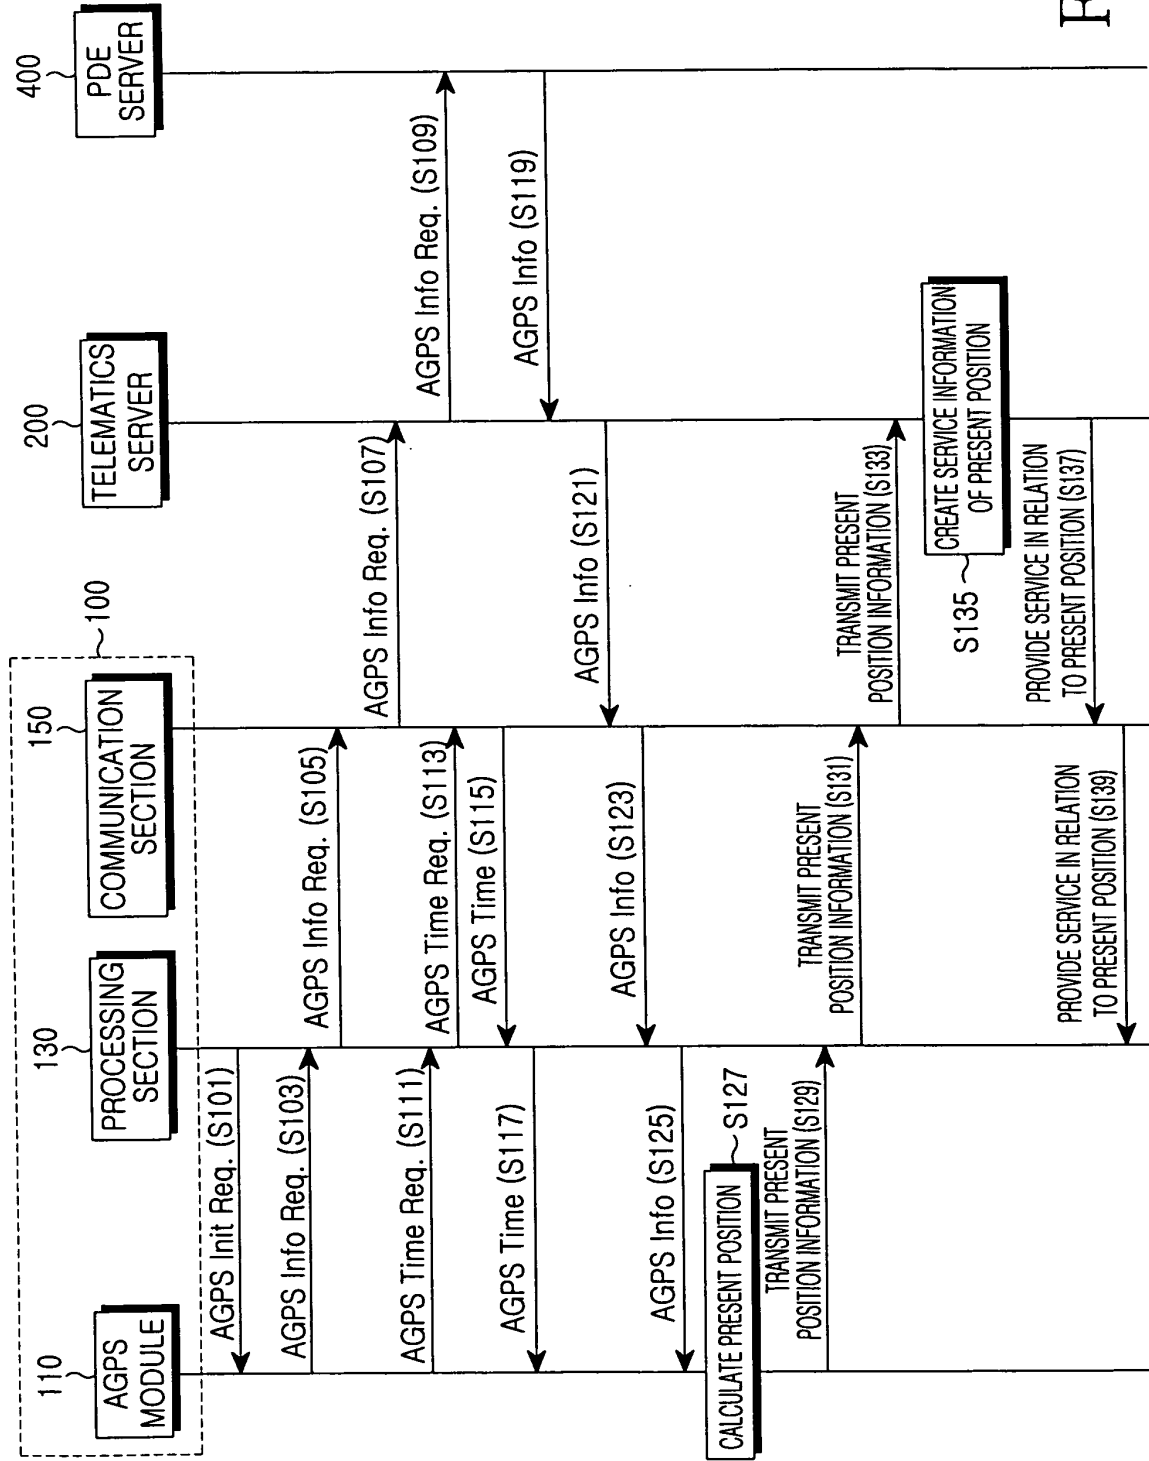 110
AGPS
MODULE
130
PROCESSING
SECTION
150
COMMUNICATION
SECTION
100
200
TELEMATICS
SERVER
400
PDE
SERVER
AGPS Init Req. (S101)
AGPS Info Req. (S103)
AGPS Info Req. (S105)
AGPS Info Req. (S107)
AGPS Info Req. (S109)
AGPS Time Req. (S111)
AGPS Time Req. (S113)
AGPS Time (S115)
AGPS Time (S117)
AGPS Info (S119)
AGPS Info (S121)
AGPS Info (S123)
AGPS Info (S125)
CALCULATE PRESENT POSITION
S127
TRANSMIT PRESENT
POSITION INFORMATION (S129)
TRANSMIT PRESENT
POSITION INFORMATION (S131)
TRANSMIT PRESENT
POSITION INFORMATION (S133)
CREATE SERVICE INFORMATION
OF PRESENT POSITION
S135
PROVIDE SERVICE IN RELATION
TO PRESENT POSITION (S137)
PROVIDE SERVICE IN RELATION
TO PRESENT POSITION (S139)